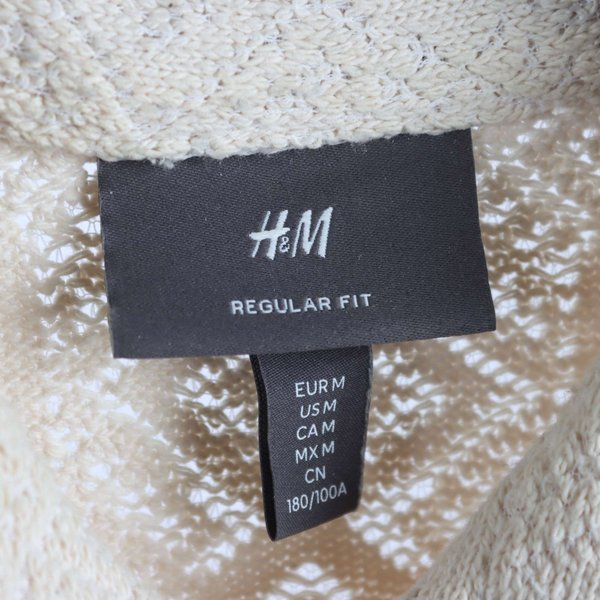 H&M
REGULAR FIT
EUR M
US M
CA M
MX M
CN
180/100A